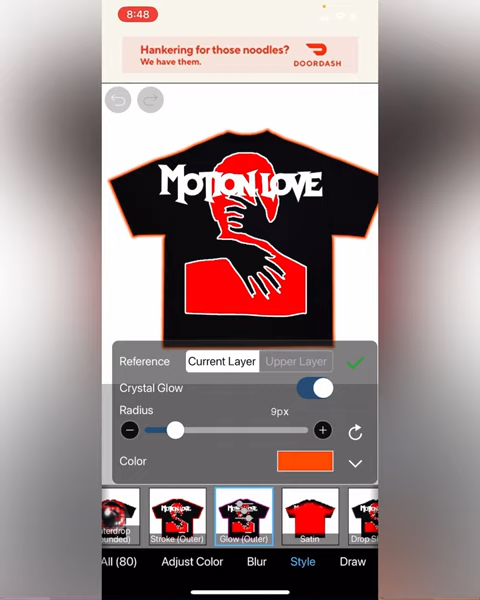 8:48
Hankering for those noodles?
We have them.
DOORDASH
MOTION LOVE
Reference
Current Layer
Upper Layer
Crystal Glow
Radius
9px
Color
Stroke (Outer)
Glow (Outer)
Satin
All (80)
Adjust Color
Blur
Style
Draw